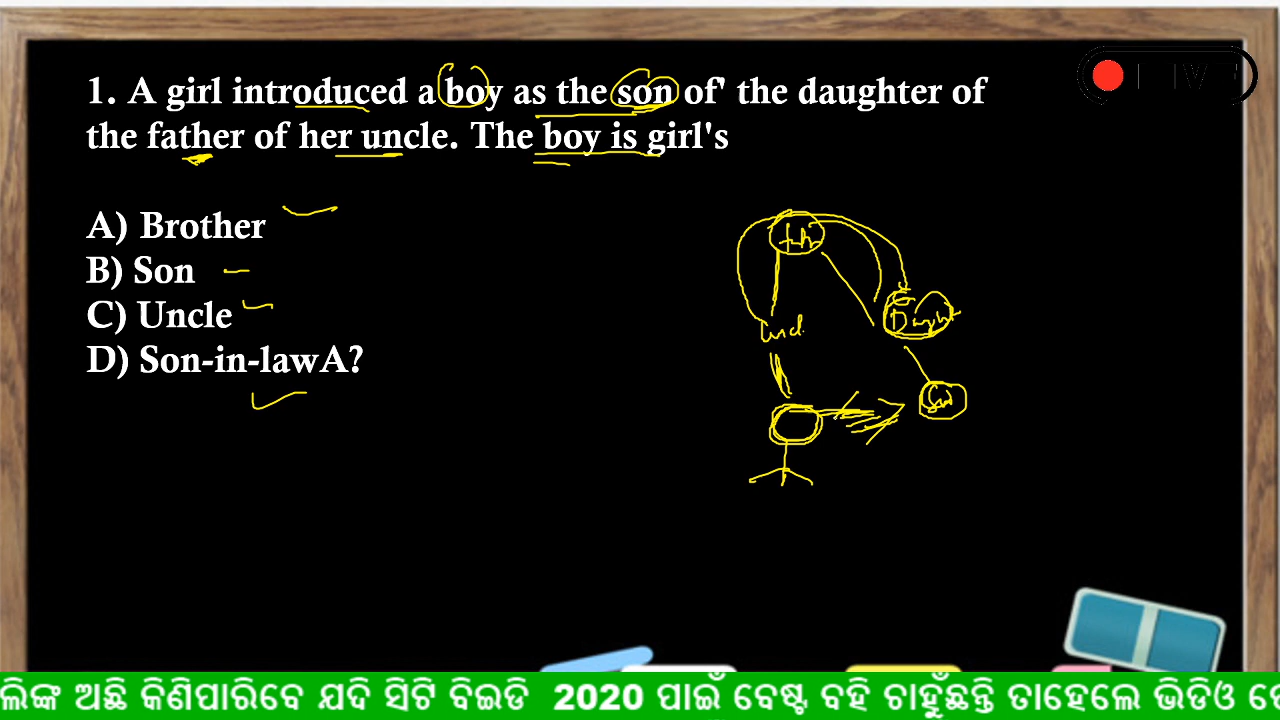 1. A girl introduced a boy as the son of' the daughter of
the father of her uncle. The boy is girl's
A) Brother
B) Son
C) Uncle
D) Son-in-lawA?
LIVE
ଲିଙ୍କ ଅଛି କିଣିପାରିବେ ଯଦି ସିଟି ବିଇଡି 2020 ପାଇଁ ବେଷ୍ଟ ବହି ଚାହୁଁଛନ୍ତି ତାହେଲେ ଭିଡିଓ